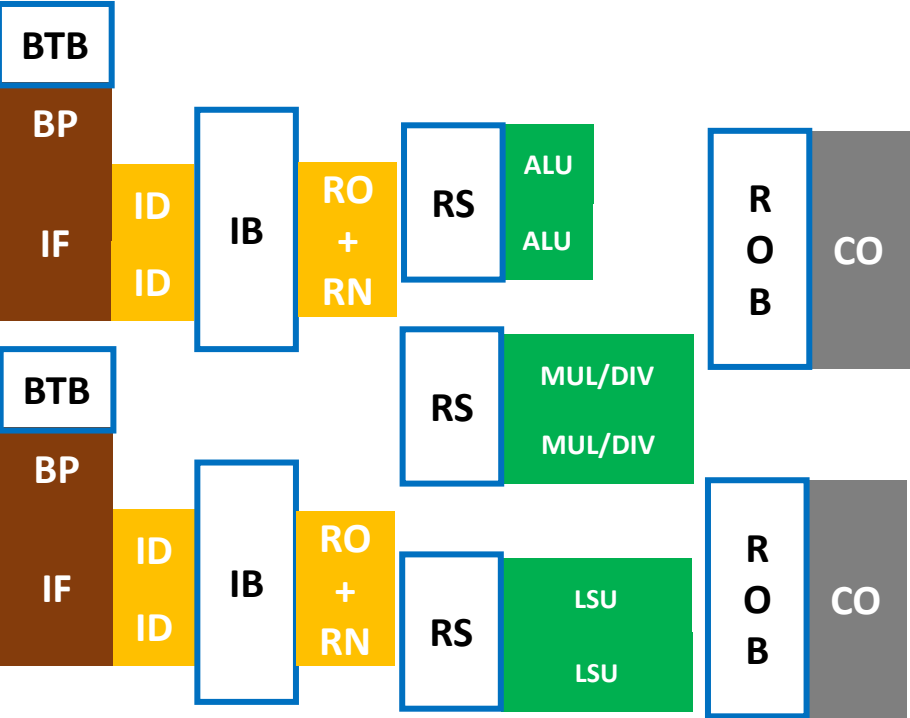 BTB
BP
IF
ID
ID
IB
RO
+
RN
RS
ALU
ALU
R
O
B
CO
RS
MUL/DIV
MUL/DIV
BTB
BP
IF
ID
ID
IB
RO
+
RN
RS
LSU
LSU
R
O
B
CO